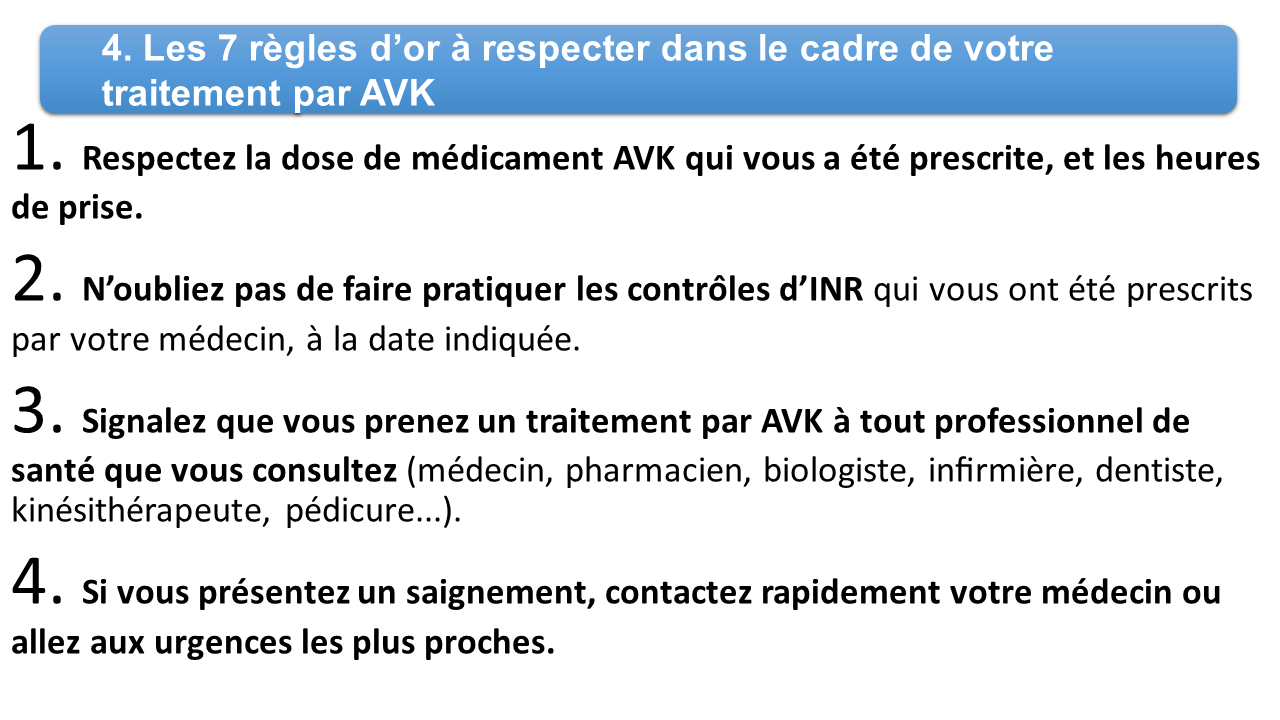 4. Les 7 règles d’or à respecter dans le cadre de votre
traitement par AVK
1. Respectez la dose de médicament AVK qui vous a été prescrite, et les heures
de prise.
2. N’oubliez pas de faire pratiquer les contrôles d’INR qui vous ont été prescrits
par votre médecin, à la date indiquée.
3. Signalez que vous prenez un traitement par AVK à tout professionnel de
santé que vous consultez (médecin, pharmacien, biologiste, infirmière, dentiste,
kinésithérapeute, pédicure...).
4. Si vous présentez un saignement, contactez rapidement votre médecin ou
allez aux urgences les plus proches.